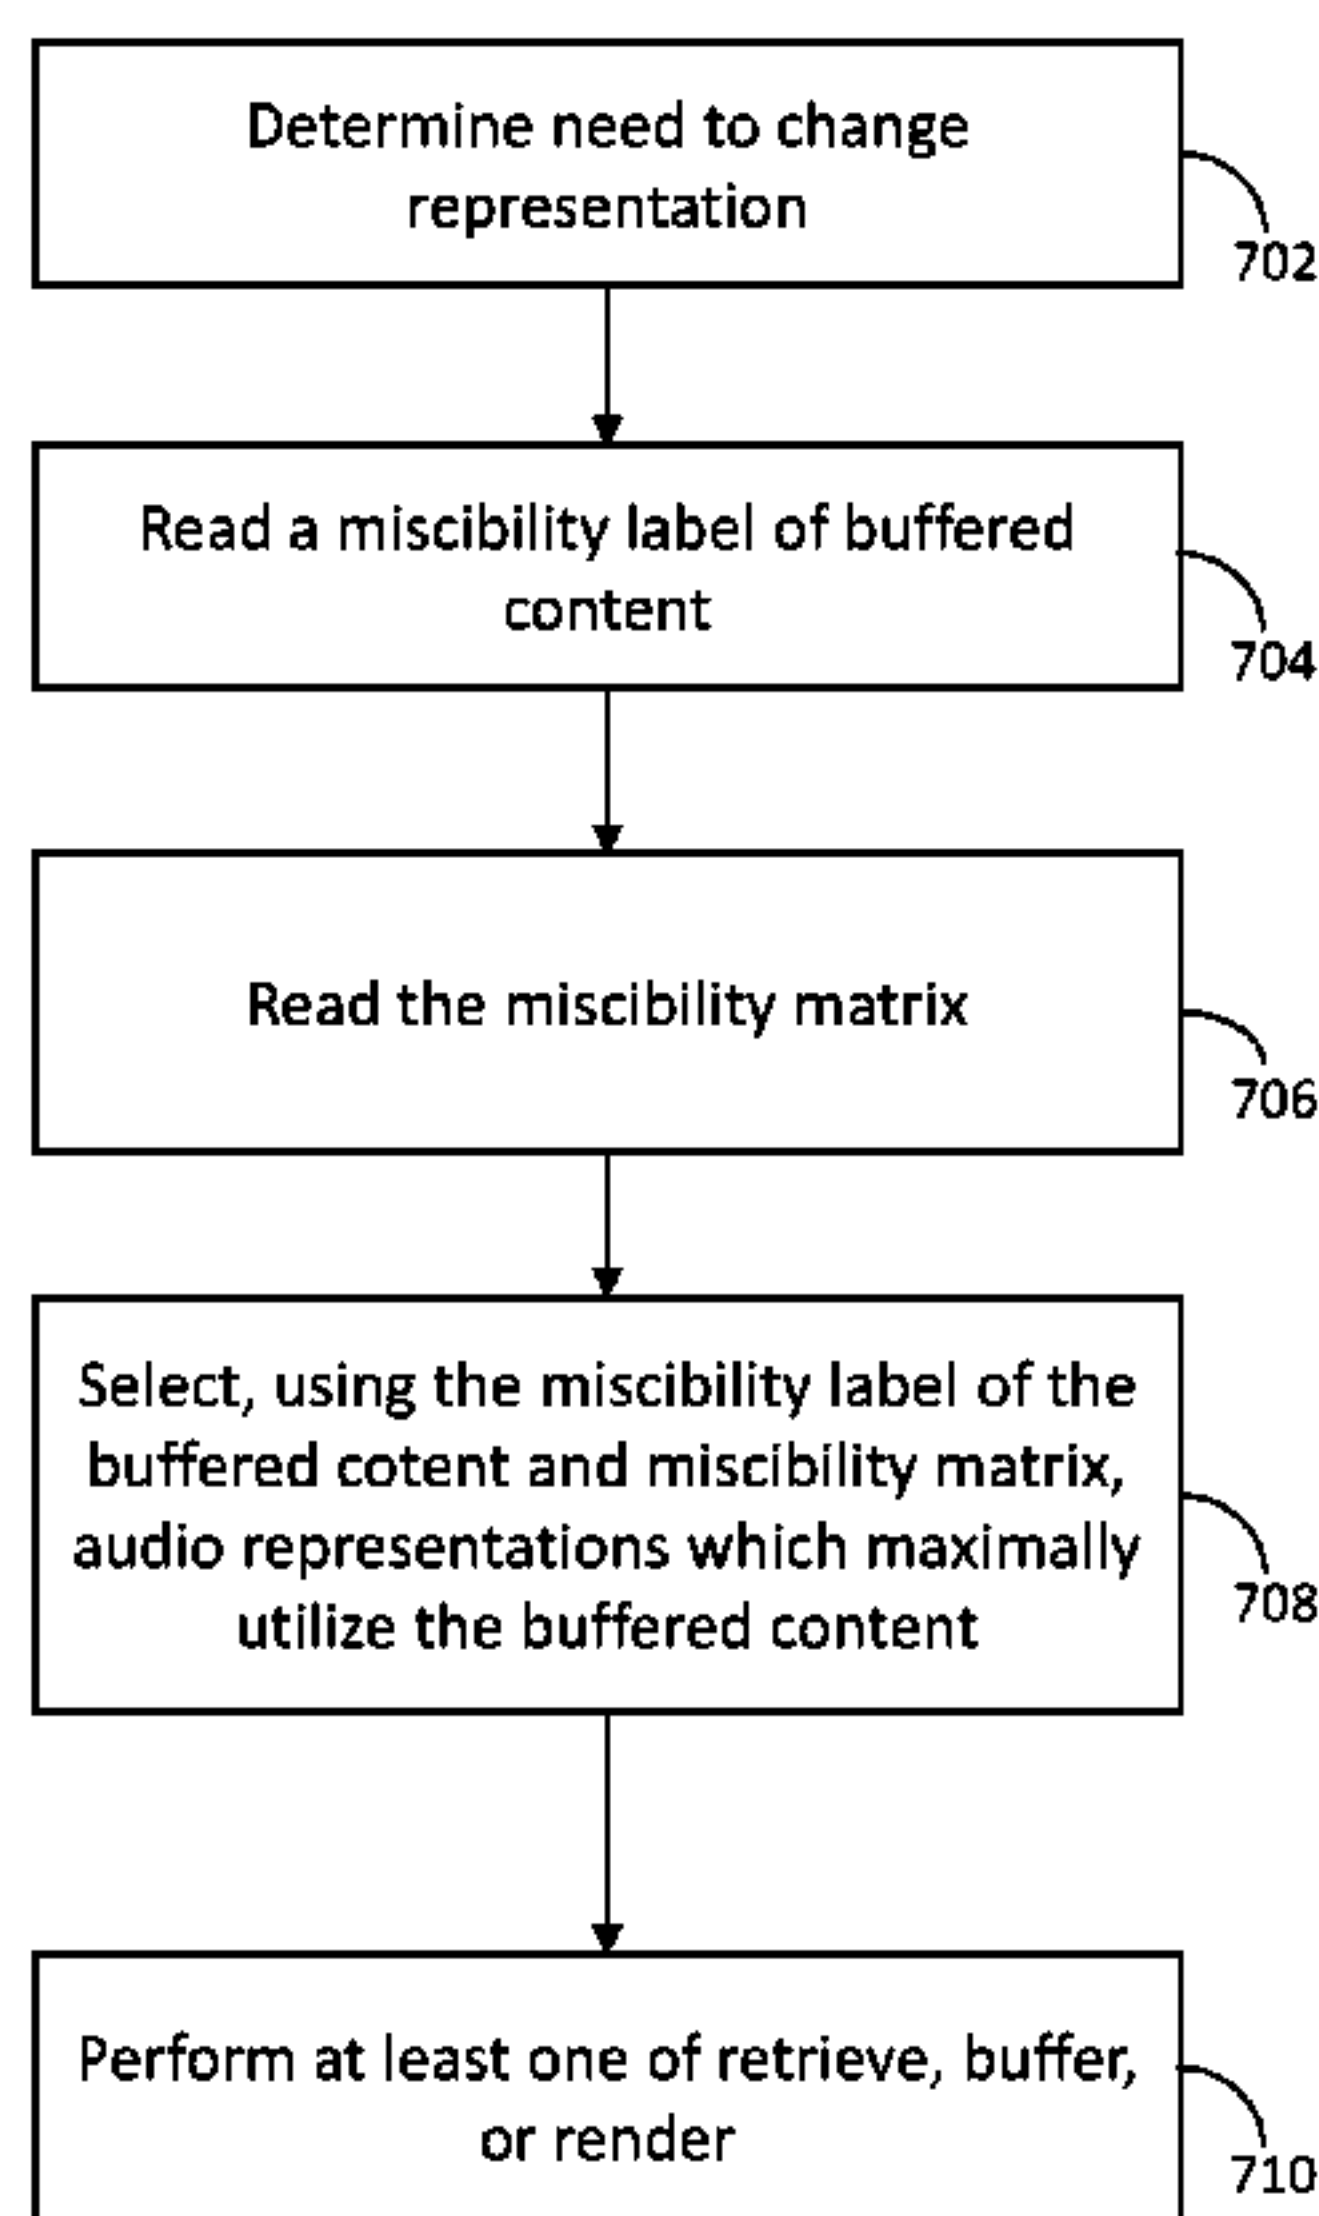 Determine need to change
representation
702
Read a miscibility label of buffered
content
704
Read the miscibility matrix
706
Select, using the miscibility label of the
buffered cotent and miscibility matrix,
audio representations which maximally
utilize the buffered content
708
Perform at least one of retrieve, buffer,
or render
710